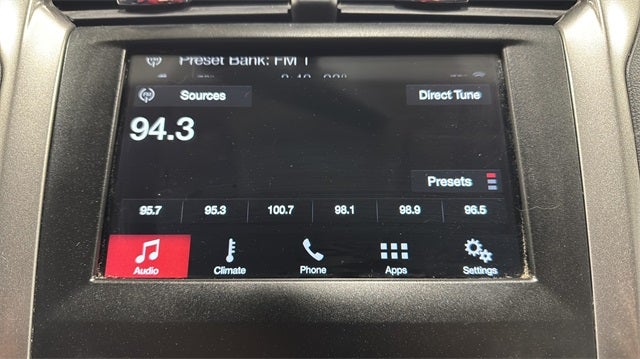 Preset Bank: FM 1
Sources Direct Tune
94.3
Presets
95.7 95.3 100.7 98.1 98.9 96.5
Audio Climate Phone Apps Settings